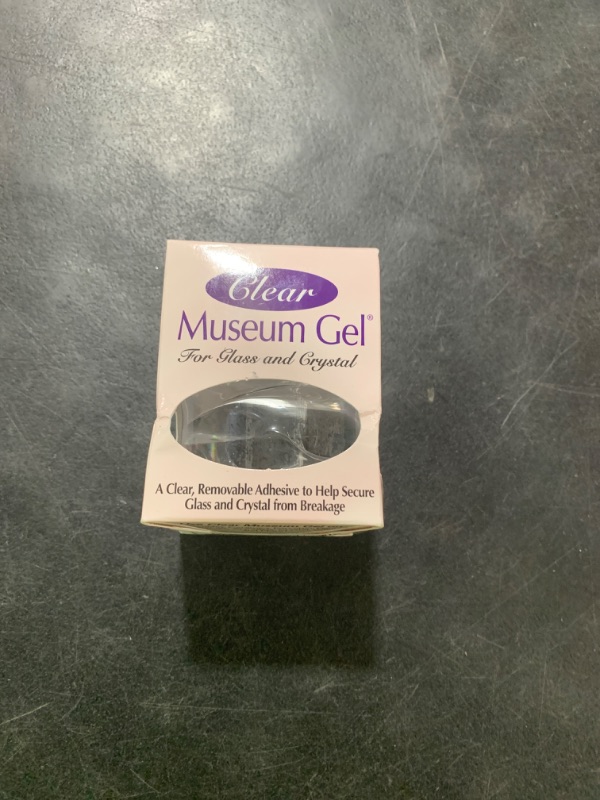 Clear
Museum Gel®
For Glass and Crystal
A Clear, Removable Adhesive to Help Secure
Glass and Crystal from Breakage